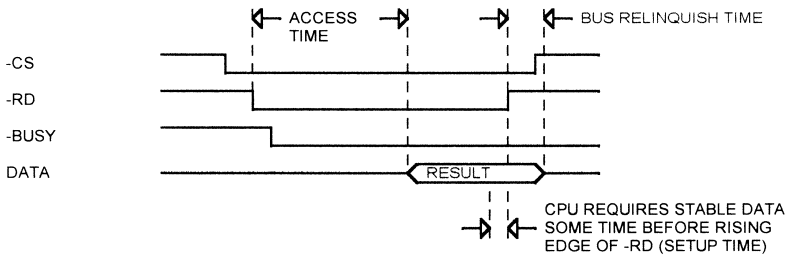 ACCESS TIME
BUS RELINQUISH TIME
-CS
-RD
-BUSY
DATA
RESULT
CPU REQUIRES STABLE DATA
SOME TIME BEFORE RISING
EDGE OF -RD (SETUP TIME)